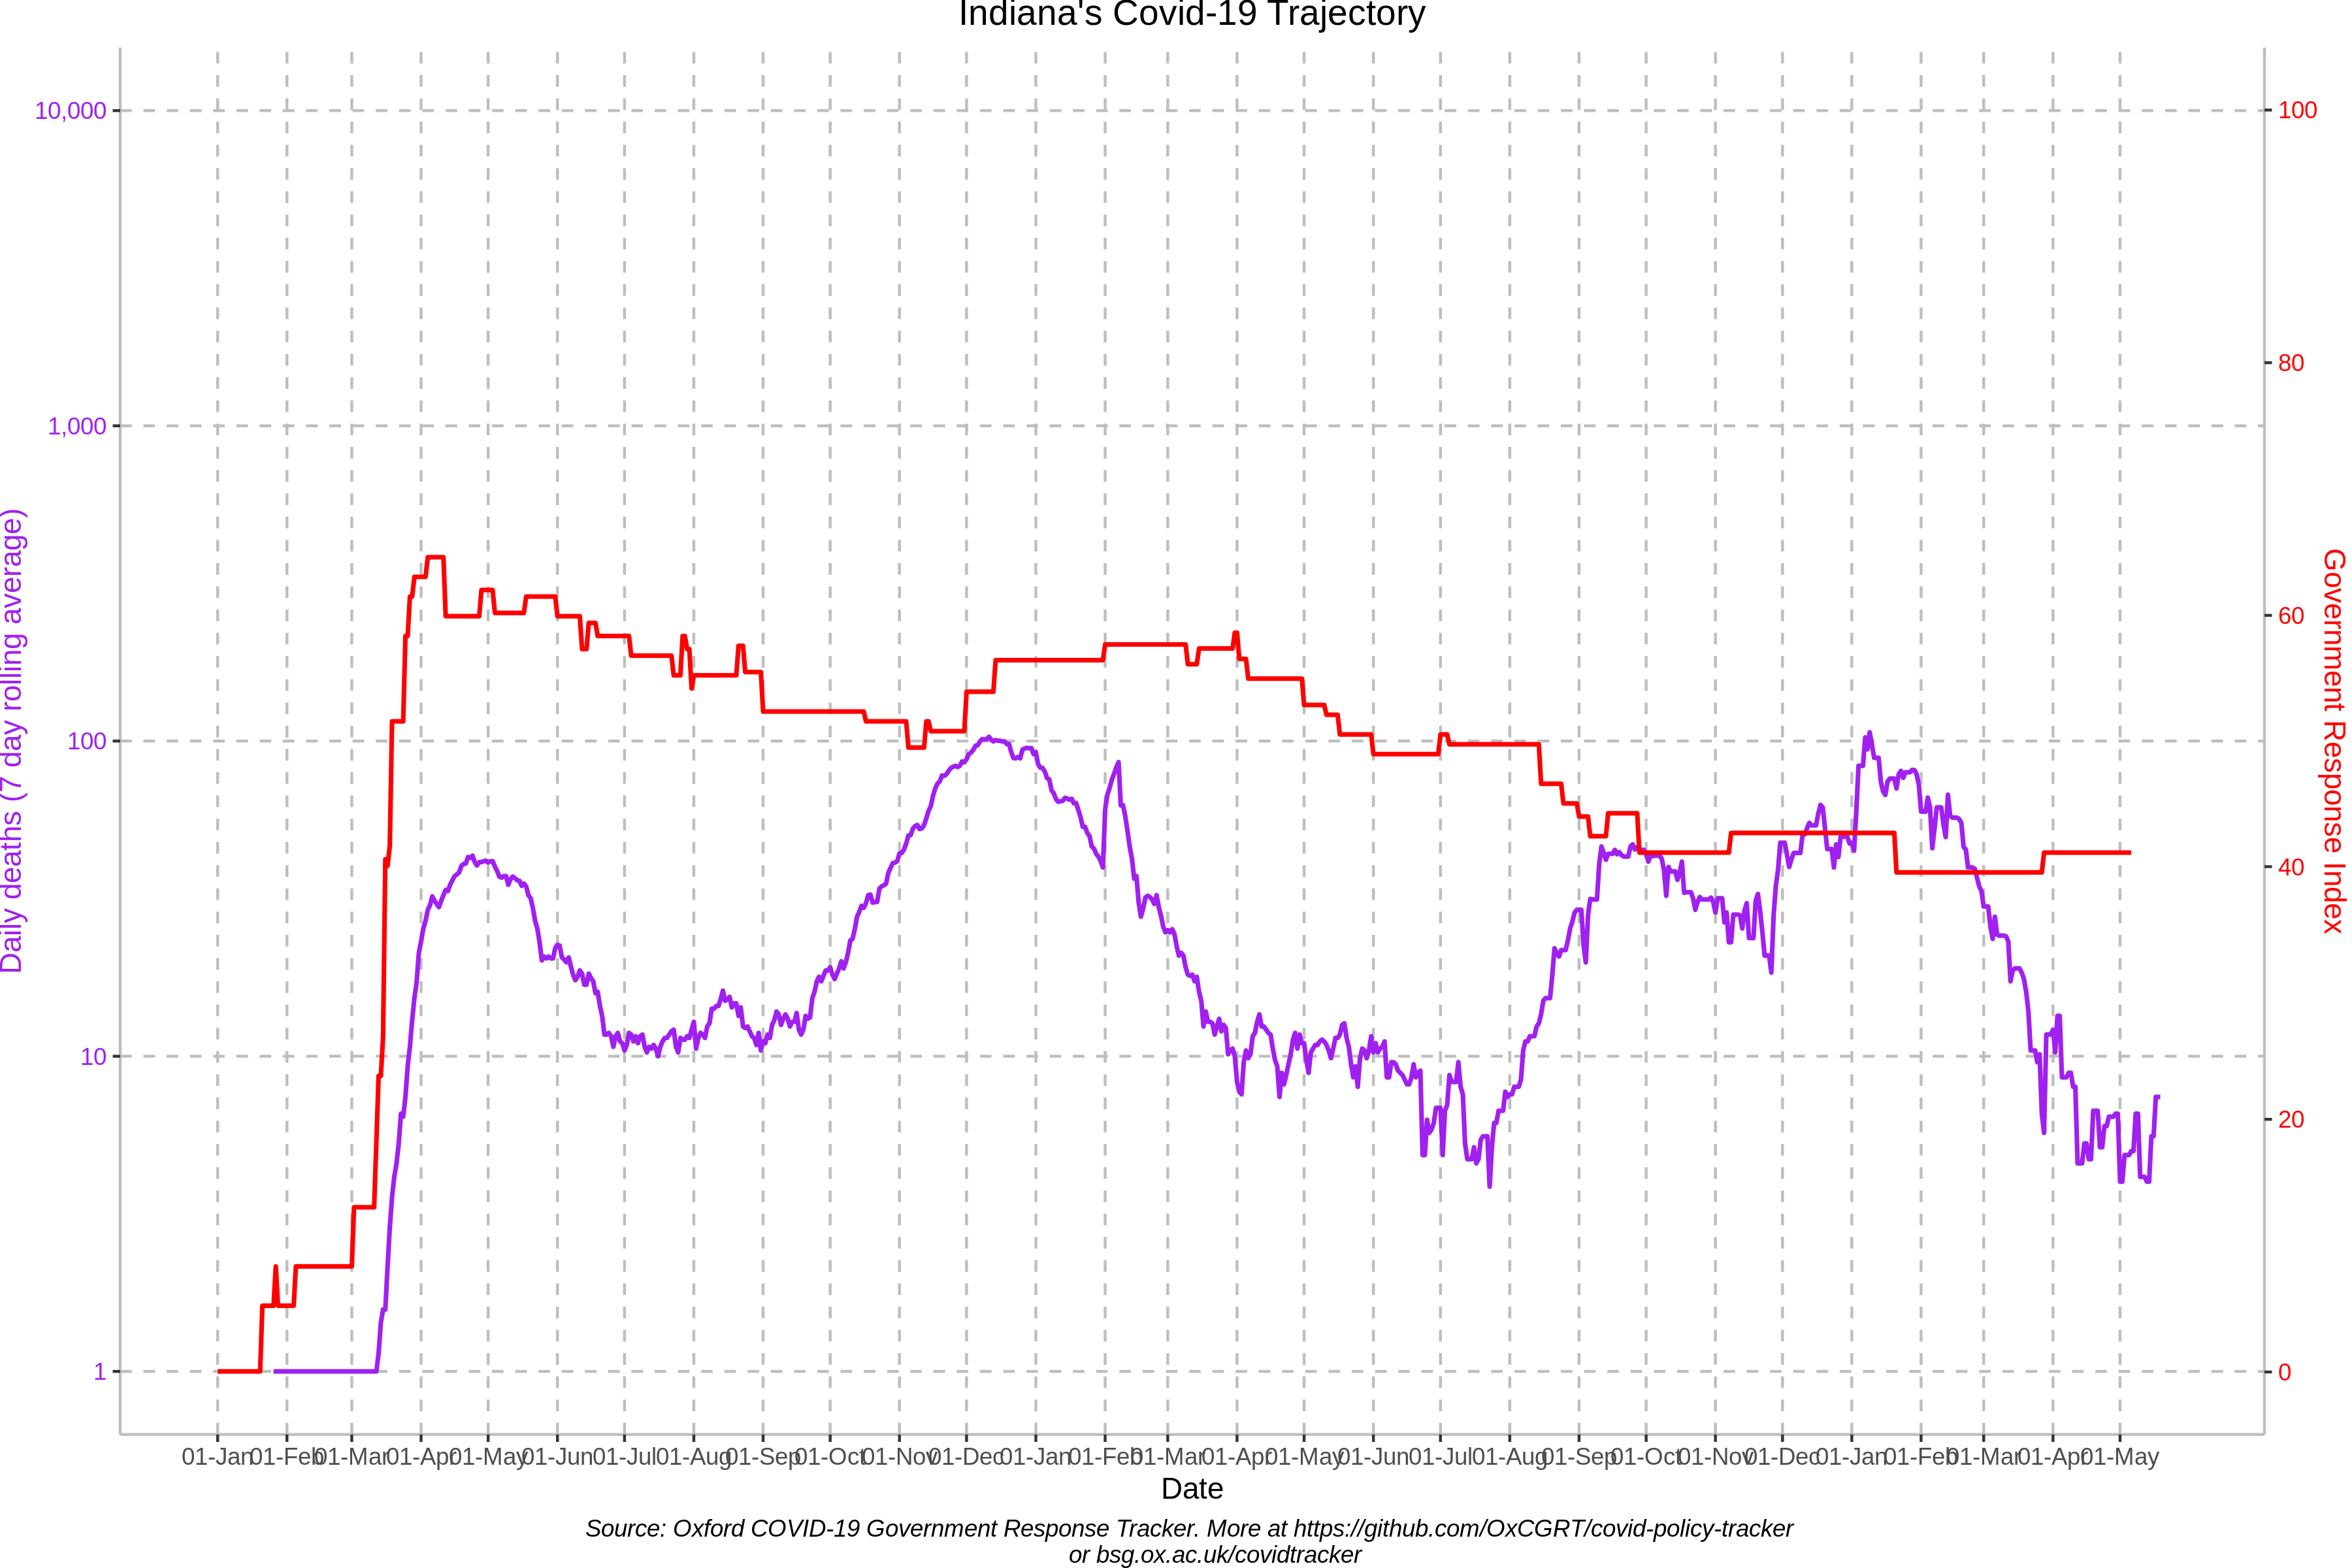 Indiana's Covid-19 Trajectory
10,000
1,000
100
10
1
Daily deaths (7 day rolling average)
100
80
60
40
20
0
Government Response Index
01-Jan 01-Feb 01-Mar 01-Apr 01-May 01-Jun 01-Jul 01-Aug 01-Sep 01-Oct 01-Nov 01-Dec 01-Jan 01-Feb 01-Mar 01-Apr 01-May 01-Jun 01-Jul 01-Aug 01-Sep 01-Oct 01-Nov 01-Dec 01-Jan 01-Feb 01-Mar 01-Apr 01-May
Date
Source: Oxford COVID-19 Government Response Tracker. More at https://github.com/OxCGRT/covid-policy-tracker
or bsg.ox.ac.uk/covidtracker